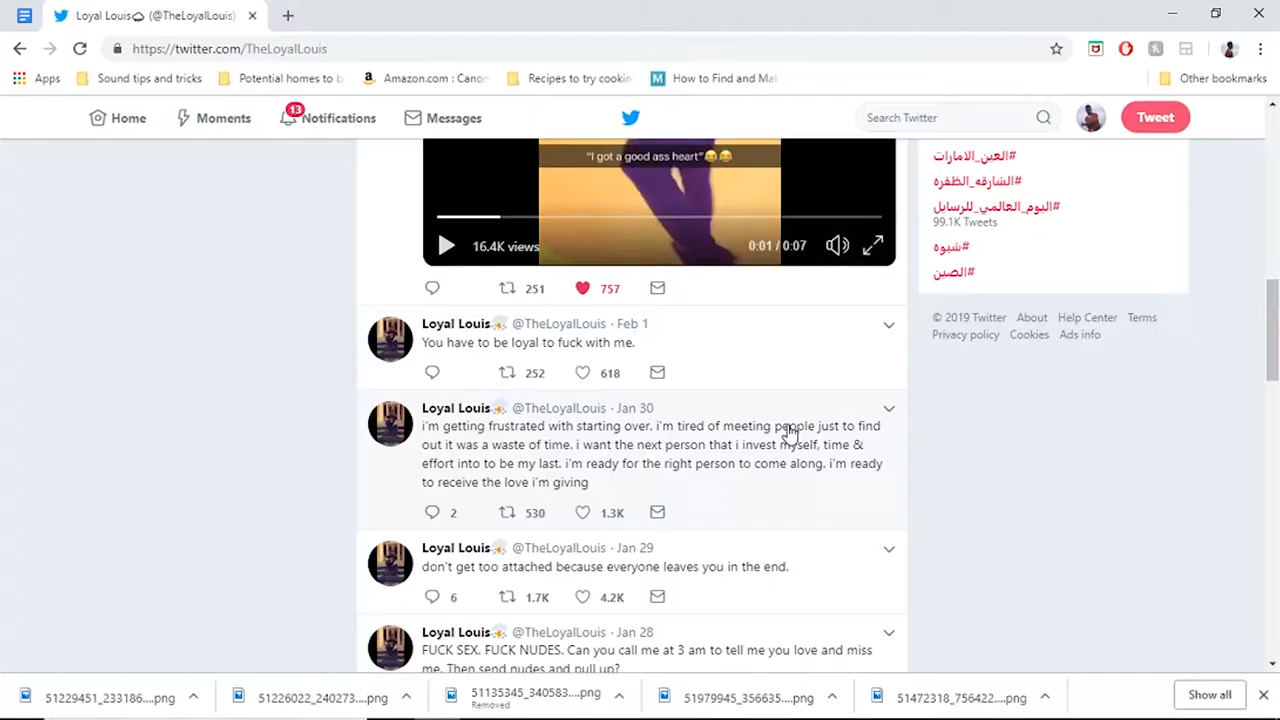 Loyal Louis (@TheLoyalLouis)
https://twitter.com/TheLoyalLouis
Apps
Sound tips and tricks
Potential homes to b
Amazon.com : Canon
Recipes to try cookin
How to Find and Ma
Other bookmarks
Home
Moments
13
Notifications
Messages
Search Twitter
Tweet
"I got a good ass heart"😂😂
16.4K views
0:01 / 0:07
251
757
Loyal Louis @TheLoyalLouis · Feb 1
You have to be loyal to fuck with me.
252
618
Loyal Louis @TheLoyalLouis · Jan 30
i'm getting frustrated with starting over. i'm tired of meeting people just to find
out it was a waste of time. i want the next person that i invest myself, time &
effort into to be my last. i'm ready for the right person to come along. i'm ready
to receive the love i'm giving
2
530
1.3K
Loyal Louis @TheLoyalLouis · Jan 29
don't get too attached because everyone leaves you in the end.
6
1.7K
4.2K
Loyal Louis @TheLoyalLouis · Jan 28
FUCK SEX. FUCK NUDES. Can you call me at 3 am to tell me you love and miss
me. Then send nudes and pull up?
#العين_الامارات
#الشارقه_الظفره
#اليوم_العالمي_للرسايل
99.1K Tweets
#شبوه
#الصين
© 2019 Twitter About Help Center Terms
Privacy policy Cookies Ads info
51229451_233186....png
51226022_240273....png
51135345_340583....png
Removed
51979945_356635....png
51472318_756422....png
Show all